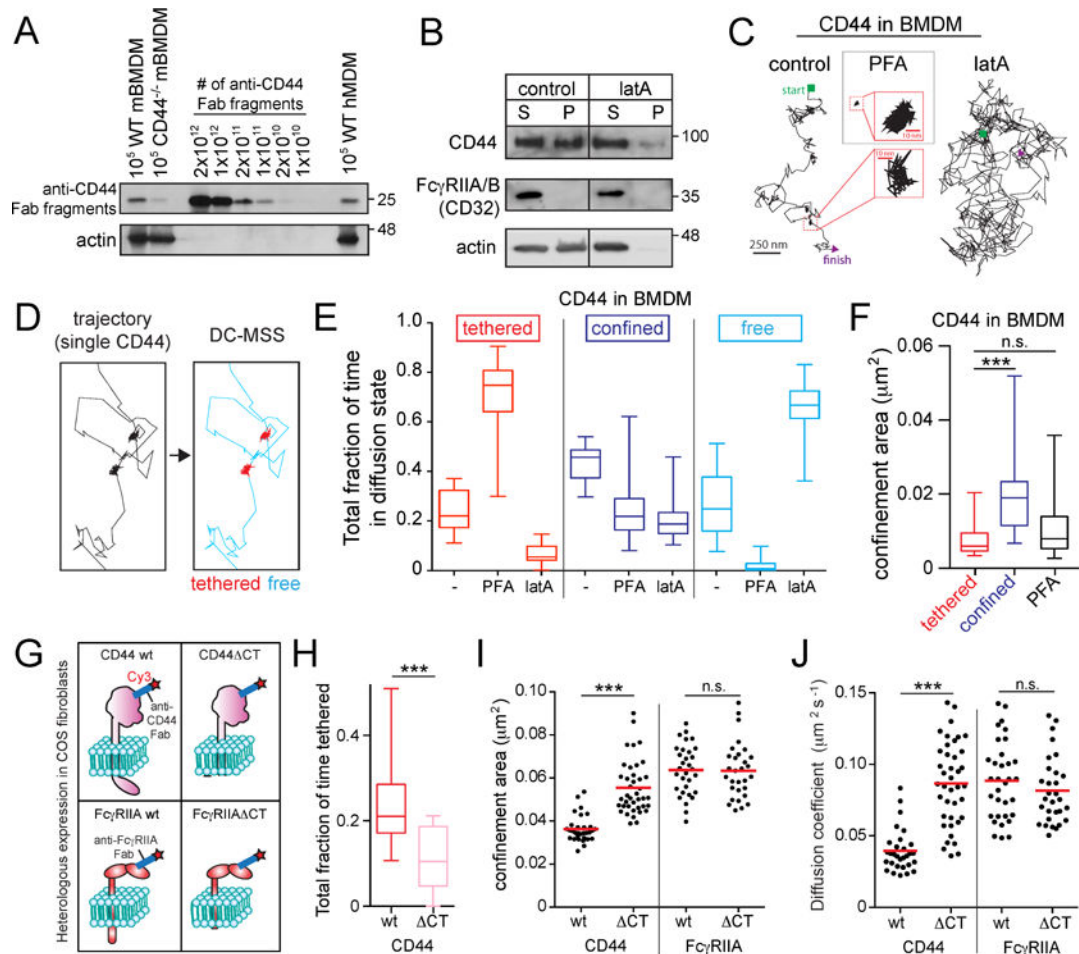 A
10⁵ WT mBMDM
10⁵ CD44⁻/⁻ mBMDM
# of anti-CD44
Fab fragments
2x10¹²
1x10¹²
2x10¹¹
1x10¹¹
2x10¹⁰
1x10¹⁰
10⁵ WT hMDM
anti-CD44
Fab fragments
25
48
actin
B
control
latA
S
P
S
P
CD44
100
FcγRIIA/B
(CD32)
35
48
actin
C
CD44 in BMDM
control
PFA
latA
start
10 nm
10 nm
250 nm
finish
D
trajectory
(single CD44)
DC-MSS
tethered
free
E
CD44 in BMDM
Total fraction of time
in diffusion state
1.0
0.8
0.6
0.4
0.2
0
tethered
confined
free
-
PFA
latA
-
PFA
latA
-
PFA
latA
F
CD44 in BMDM
confinement area (μm²)
0.06
0.04
0.02
0
n.s.
***
tethered
confined
PFA
G
Heterologous expression in COS fibroblasts
CD44 wt
CD44ΔCT
Cy3
anti-
CD44
Fab
FcγRIIA wt
FcγRIIAΔCT
anti-FcγRIIA
Fab
H
Total fraction of time tethered
***
0.4
0.2
0
wt
ΔCT
CD44
I
confinement area (μm²)
***
n.s.
0.10
0.08
0.06
0.04
0.02
0
wt
ΔCT
wt
ΔCT
CD44
FcγRIIA
J
Diffusion coefficient (μm² s⁻¹)
***
n.s.
0.15
0.10
0.05
0.00
wt
ΔCT
wt
ΔCT
CD44
FcγRIIA